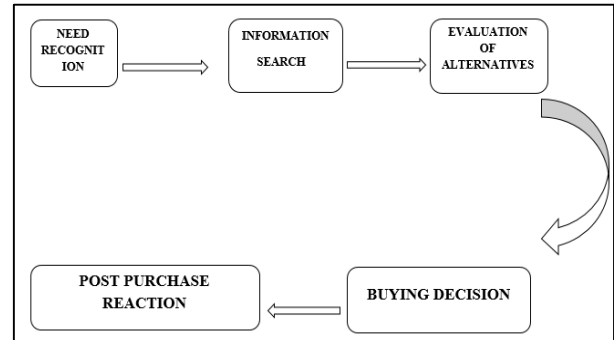 NEED
RECOGNIT
ION
INFORMATION
SEARCH
EVALUATION
OF
ALTERNATIVES
POST PURCHASE
REACTION
BUYING DECISION